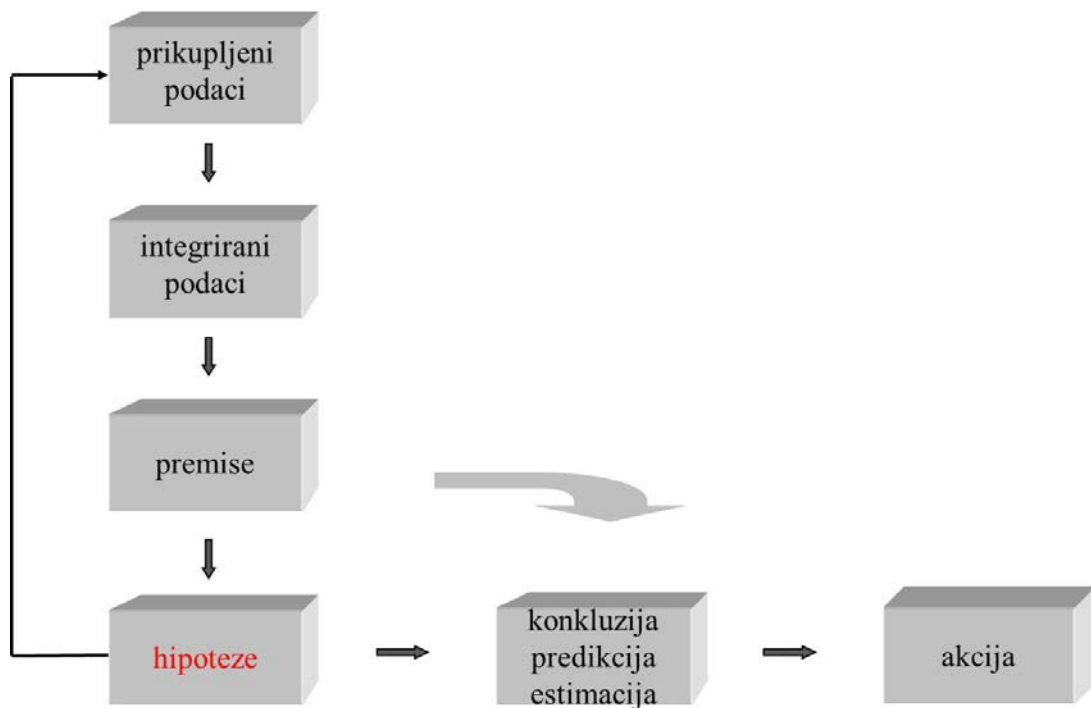 prikupljeni
podaci
integrirani
podaci
premise
hipoteze
konkluzija
predikcija
estimacija
akcija